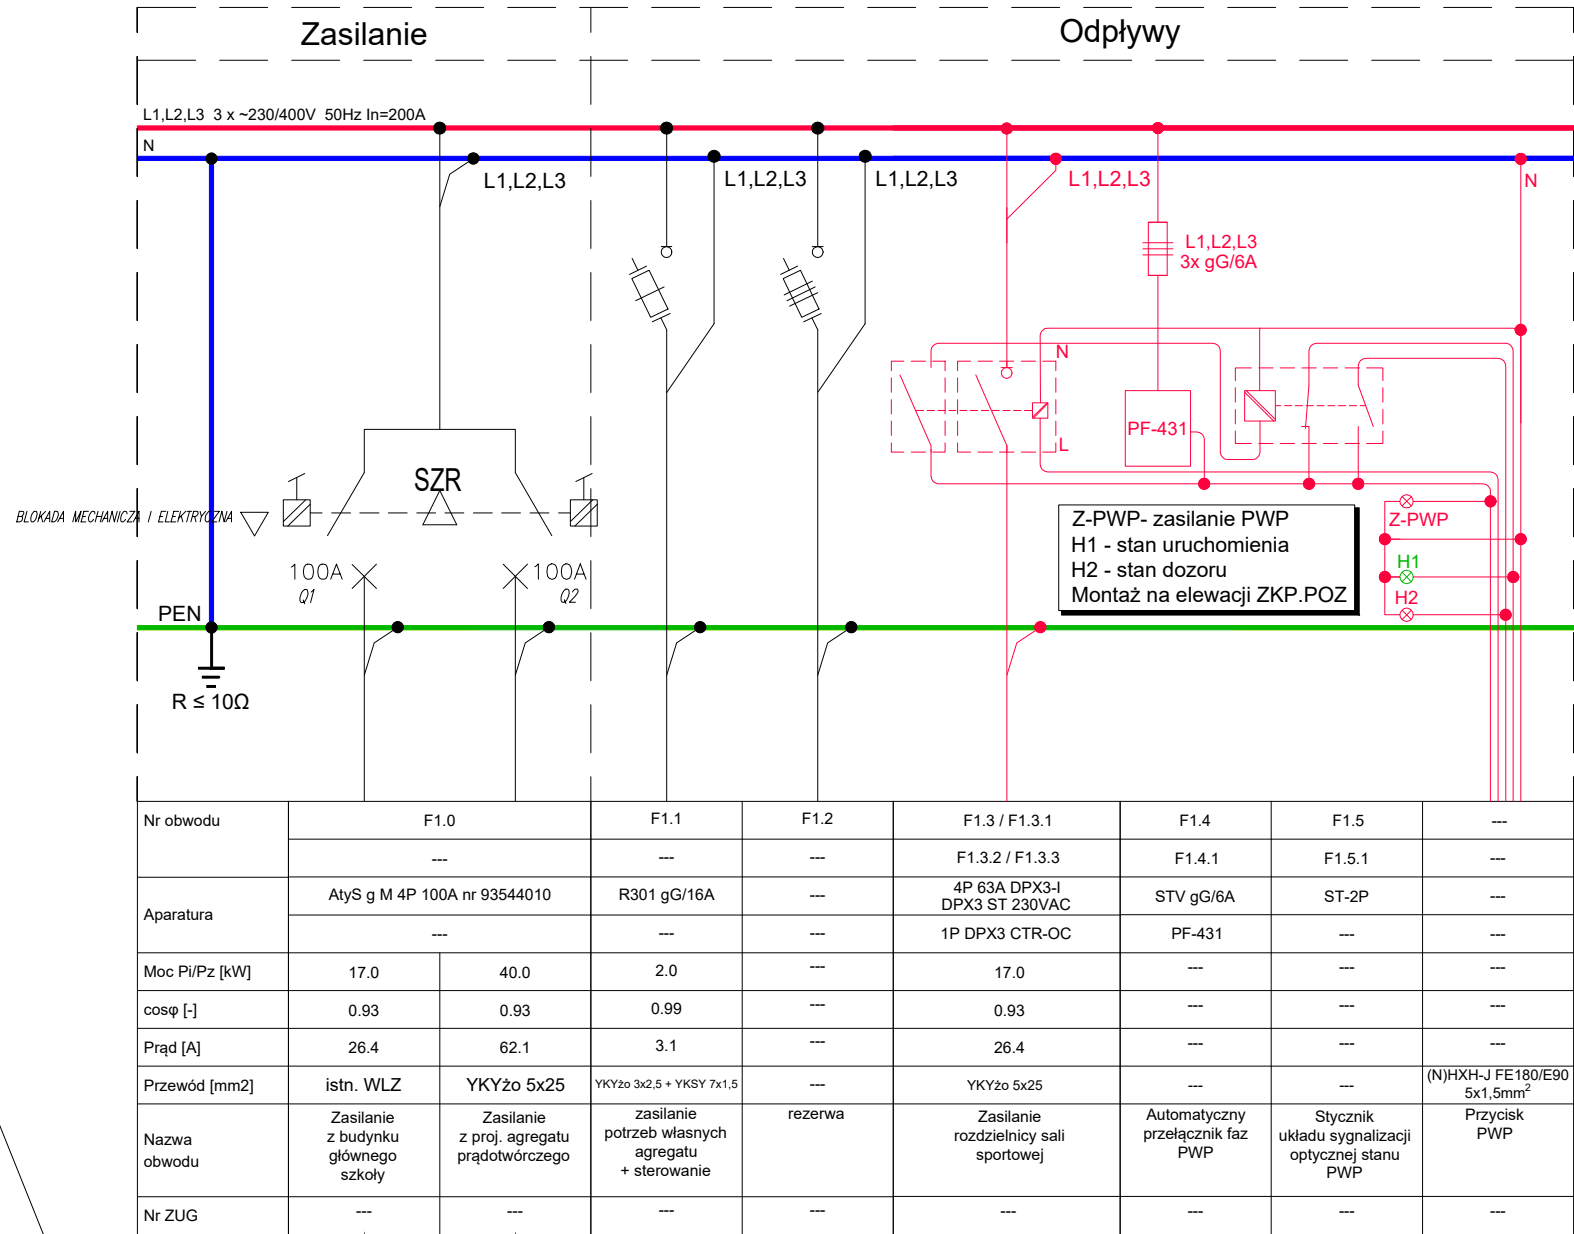 Zasilanie
Odpływy
L1,L2,L3 3 x ~230/400V 50Hz In=200A
N
L1,L2,L3
L1,L2,L3
L1,L2,L3
L1,L2,L3
N
L1,L2,L3
3x gG/6A
N
PF-431
L
SZR
BLOKADA MECHANICZA I ELEKTRYCZNA
Z-PWP- zasilanie PWP
H1 - stan uruchomienia
H2 - stan dozoru
Montaż na elewacji ZKP.POZ
Z-PWP
H1
H2
100A
Q1
100A
Q2
PEN
R ≤ 10Ω
Nr obwodu F1.0 F1.1 F1.2 F1.3 / F1.3.1 F1.4 F1.5 ---
--- --- --- F1.3.2 / F1.3.3 F1.4.1 F1.5.1 ---
Aparatura
AtyS g M 4P 100A nr 93544010 R301 gG/16A --- 4P 63A DPX3-I
DPX3 ST 230VAC STV gG/6A ST-2P ---
--- --- --- 1P DPX3 CTR-OC PF-431 --- ---
Moc Pi/Pz [kW] 17.0 40.0 2.0 --- 17.0 --- --- ---
cosφ [-] 0.93 0.93 0.99 --- 0.93 --- --- ---
Prąd [A] 26.4 62.1 3.1 --- 26.4 --- --- ---
Przewód [mm2] istn. WLZ YKYżo 5x25 YKYżo 3x2,5 + YKSY 7x1,5 --- YKYżo 5x25 --- --- (N)HXH-J FE180/E90
5x1,5mm²
Nazwa
obwodu
Zasilanie
z budynku
głównego
szkoły
Zasilanie
z proj. agregatu
prądotwórczego
zasilanie
potrzeb własnych
agregatu
+ sterowanie
rezerwa
Zasilanie
rozdzielnicy sali
sportowej
Automatyczny
przełącznik faz
PWP
Stycznik
układu sygnalizacji
optycznej stanu
PWP
Przycisk
PWP
Nr ZUG --- --- --- --- --- --- --- ---